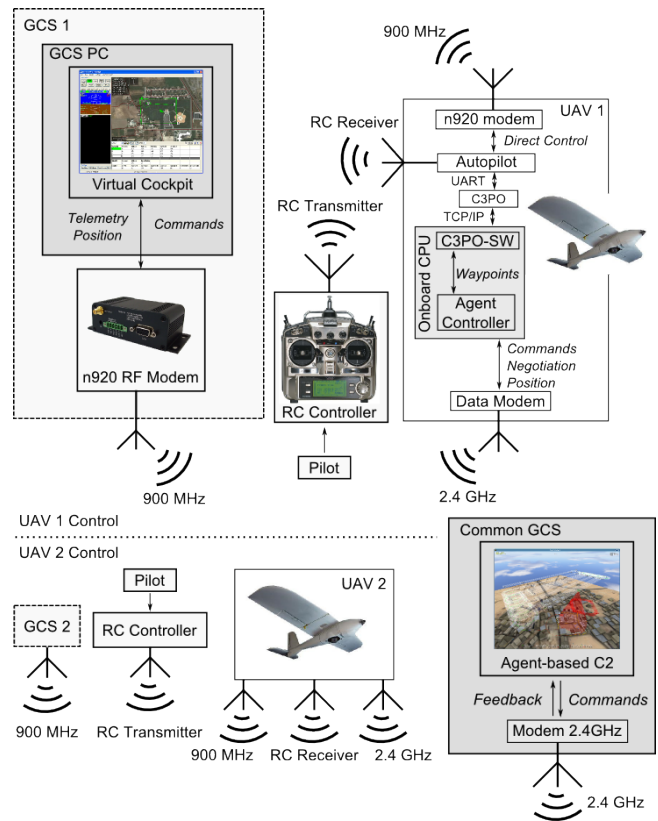 GCS 1
GCS PC
Virtual Cockpit
Telemetry
Position
Commands
n920 RF Modem
900 MHz
RC Transmitter
RC Controller
Pilot
900 MHz
UAV 1
n920 modem
Direct Control
RC Receiver
Autopilot
UART
C3PO
TCP/IP
Onboard CPU
C3PO-SW
Waypoints
Agent
Controller
Commands
Negotiation
Position
Data Modem
2.4 GHz
UAV 1 Control
UAV 2 Control
GCS 2
900 MHz
Pilot
RC Controller
RC Transmitter
UAV 2
900 MHz
RC Receiver
2.4 GHz
Common GCS
Agent-based C2
Feedback
Commands
Modem 2.4GHz
2.4 GHz